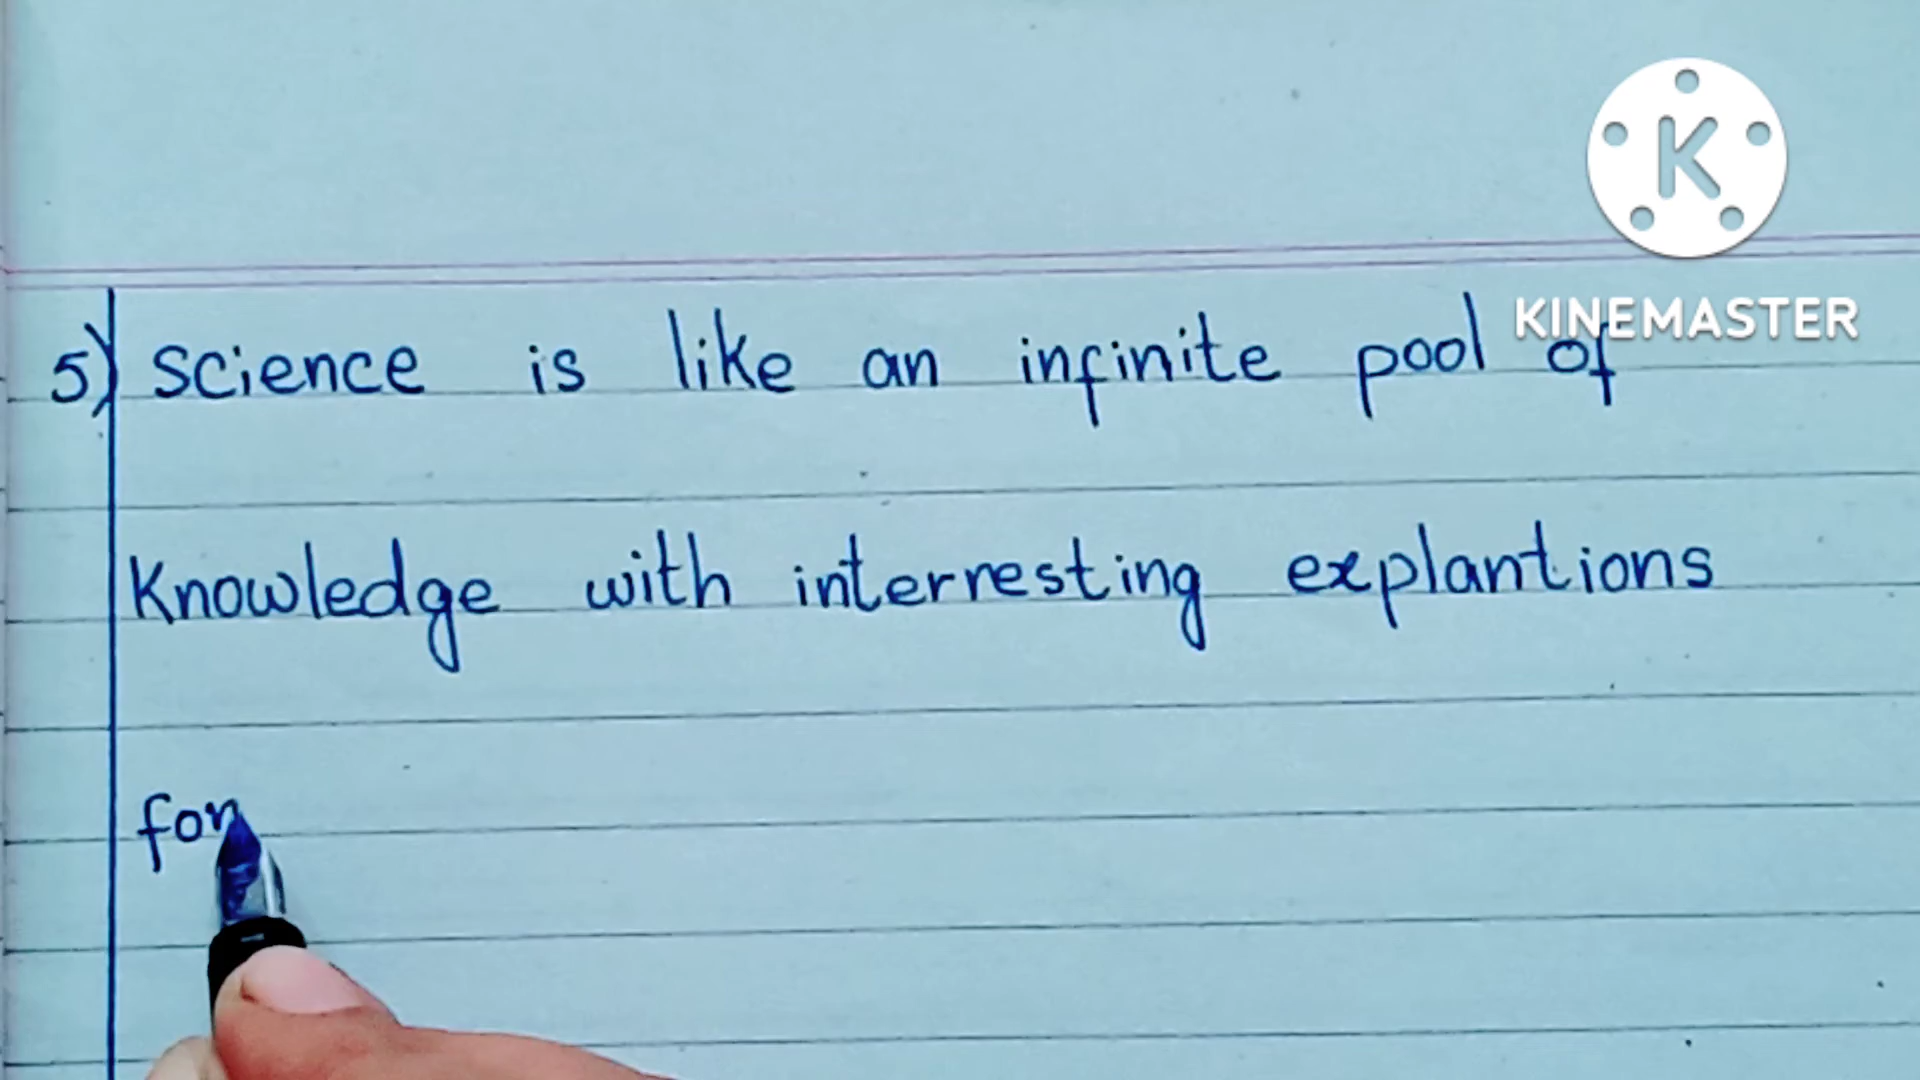 KINEMASTER
5) science is like an infinite pool of
Knowledge with interresting explantions
for